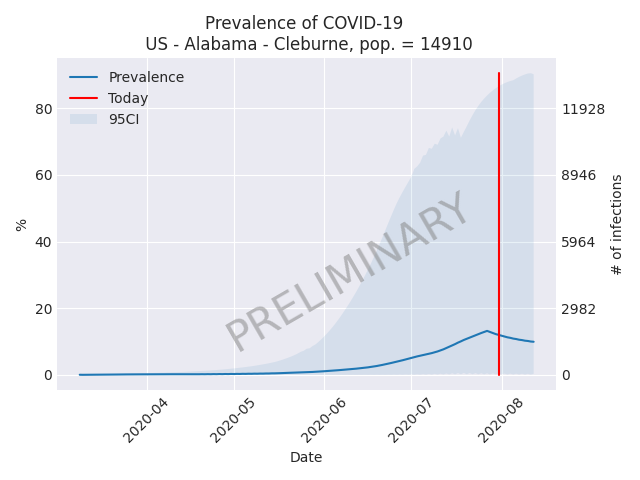 Prevalence of COVID-19
US - Alabama - Cleburne, pop. = 14910
Prevalence
Today
95CI
80
60
40
20
0
%
11928
8946
5964
2982
0
# of infections
PRELIMINARY
2020-04
2020-05
2020-06
2020-07
2020-08
Date